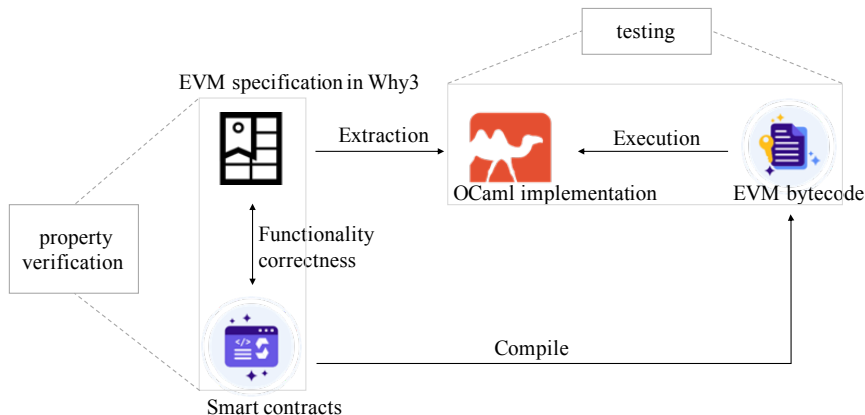 testing
EVM specification in Why3
Extraction
Execution
OCaml implementation
EVM bytecode
property
verification
Functionality
correctness
</>
Compile
Smart contracts